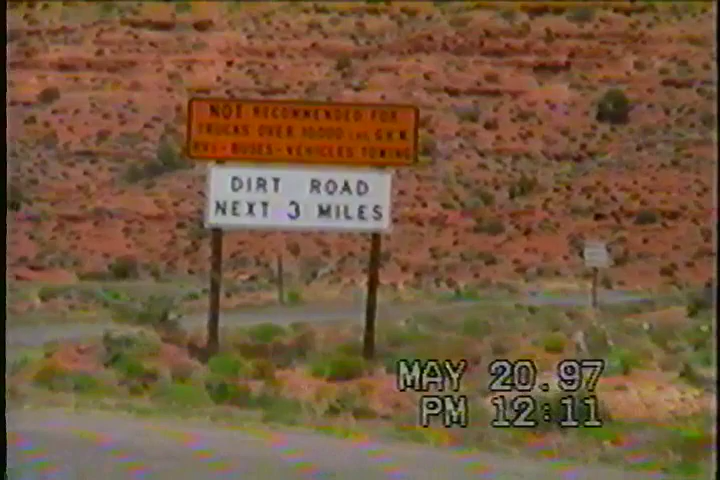 NOT RECOMMENDED FOR
TRUCKS OVER 10,000 LBS G.V.W.
RVS - BUSES - VEHICLES TOWING
DIRT ROAD
NEXT 3 MILES
MAY 20.97
PM 12:11